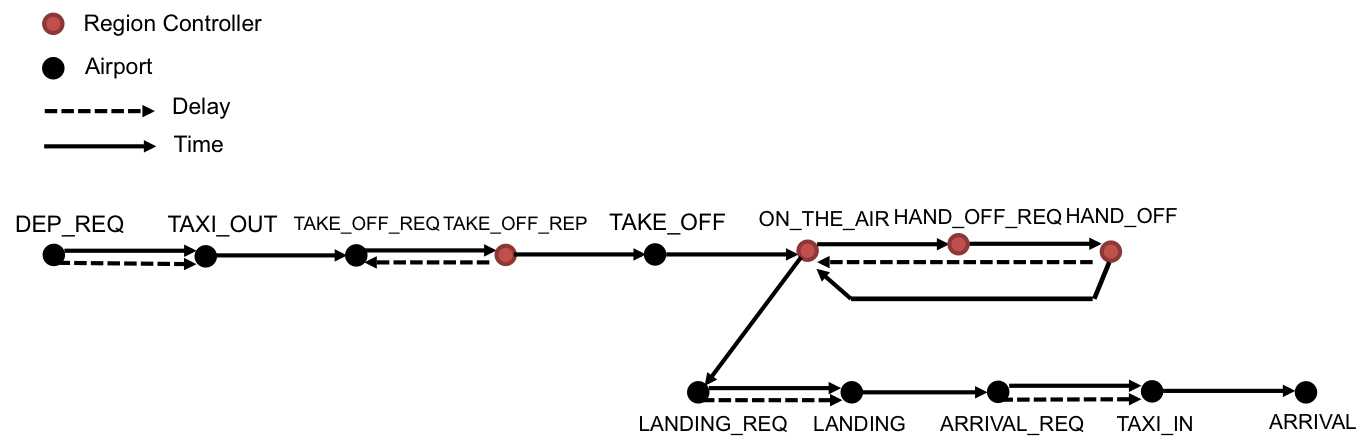 Region Controller
Airport
Delay
Time
DEP_REQ TAXI_OUT TAKE_OFF_REQ TAKE_OFF_REP TAKE_OFF ON_THE_AIR HAND_OFF_REQ HAND_OFF
LANDING_REQ LANDING ARRIVAL_REQ TAXI_IN ARRIVAL